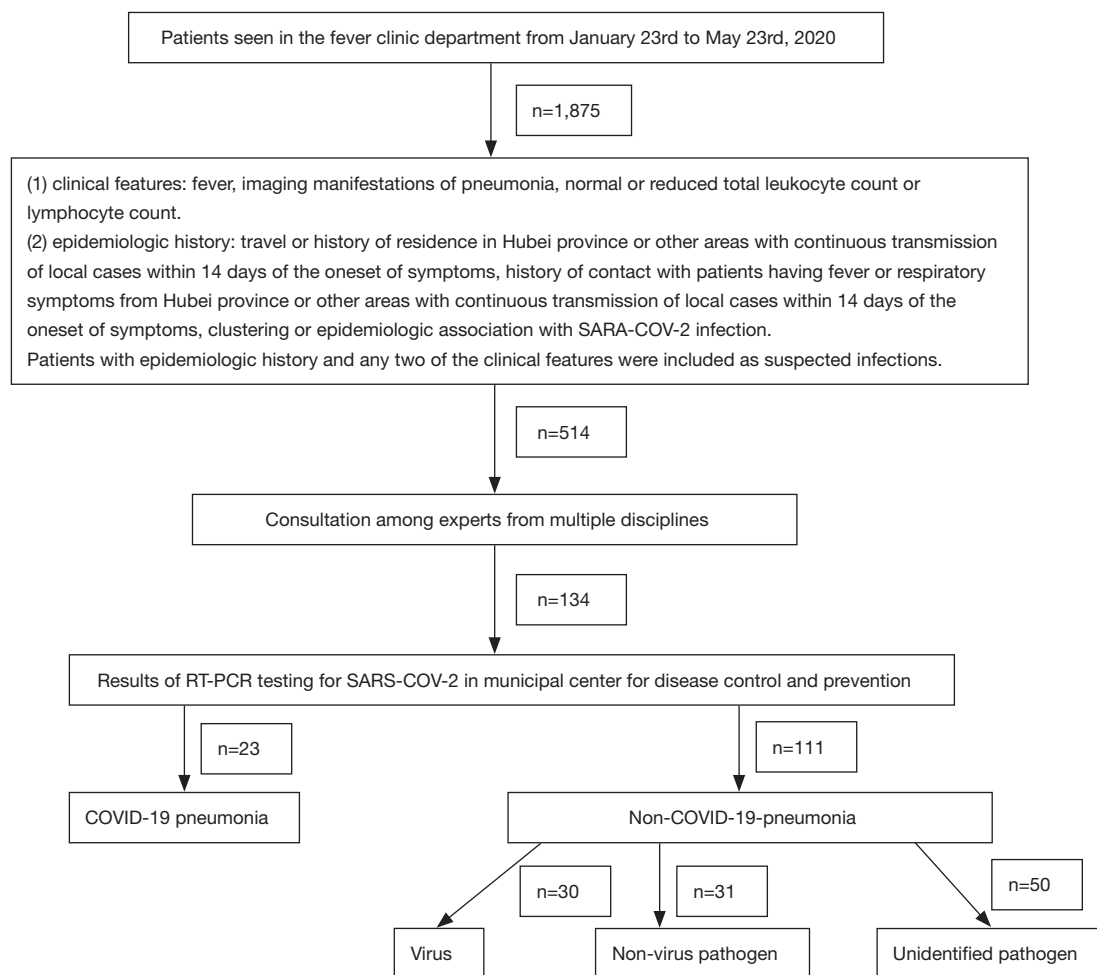 Patients seen in the fever clinic department from January 23rd to May 23rd, 2020
n=1,875
(1) clinical features: fever, imaging manifestations of pneumonia, normal or reduced total leukocyte count or
lymphocyte count.
(2) epidemiologic history: travel or history of residence in Hubei province or other areas with continuous transmission
of local cases within 14 days of the oneset of symptoms, history of contact with patients having fever or respiratory
symptoms from Hubei province or other areas with continuous transmission of local cases within 14 days of the
oneset of symptoms, clustering or epidemiologic association with SARA-COV-2 infection.
Patients with epidemiologic history and any two of the clinical features were included as suspected infections.
n=514
Consultation among experts from multiple disciplines
n=134
Results of RT-PCR testing for SARS-COV-2 in municipal center for disease control and prevention
n=23
n=111
COVID-19 pneumonia
Non-COVID-19-pneumonia
n=30
n=31
n=50
Virus
Non-virus pathogen
Unidentified pathogen